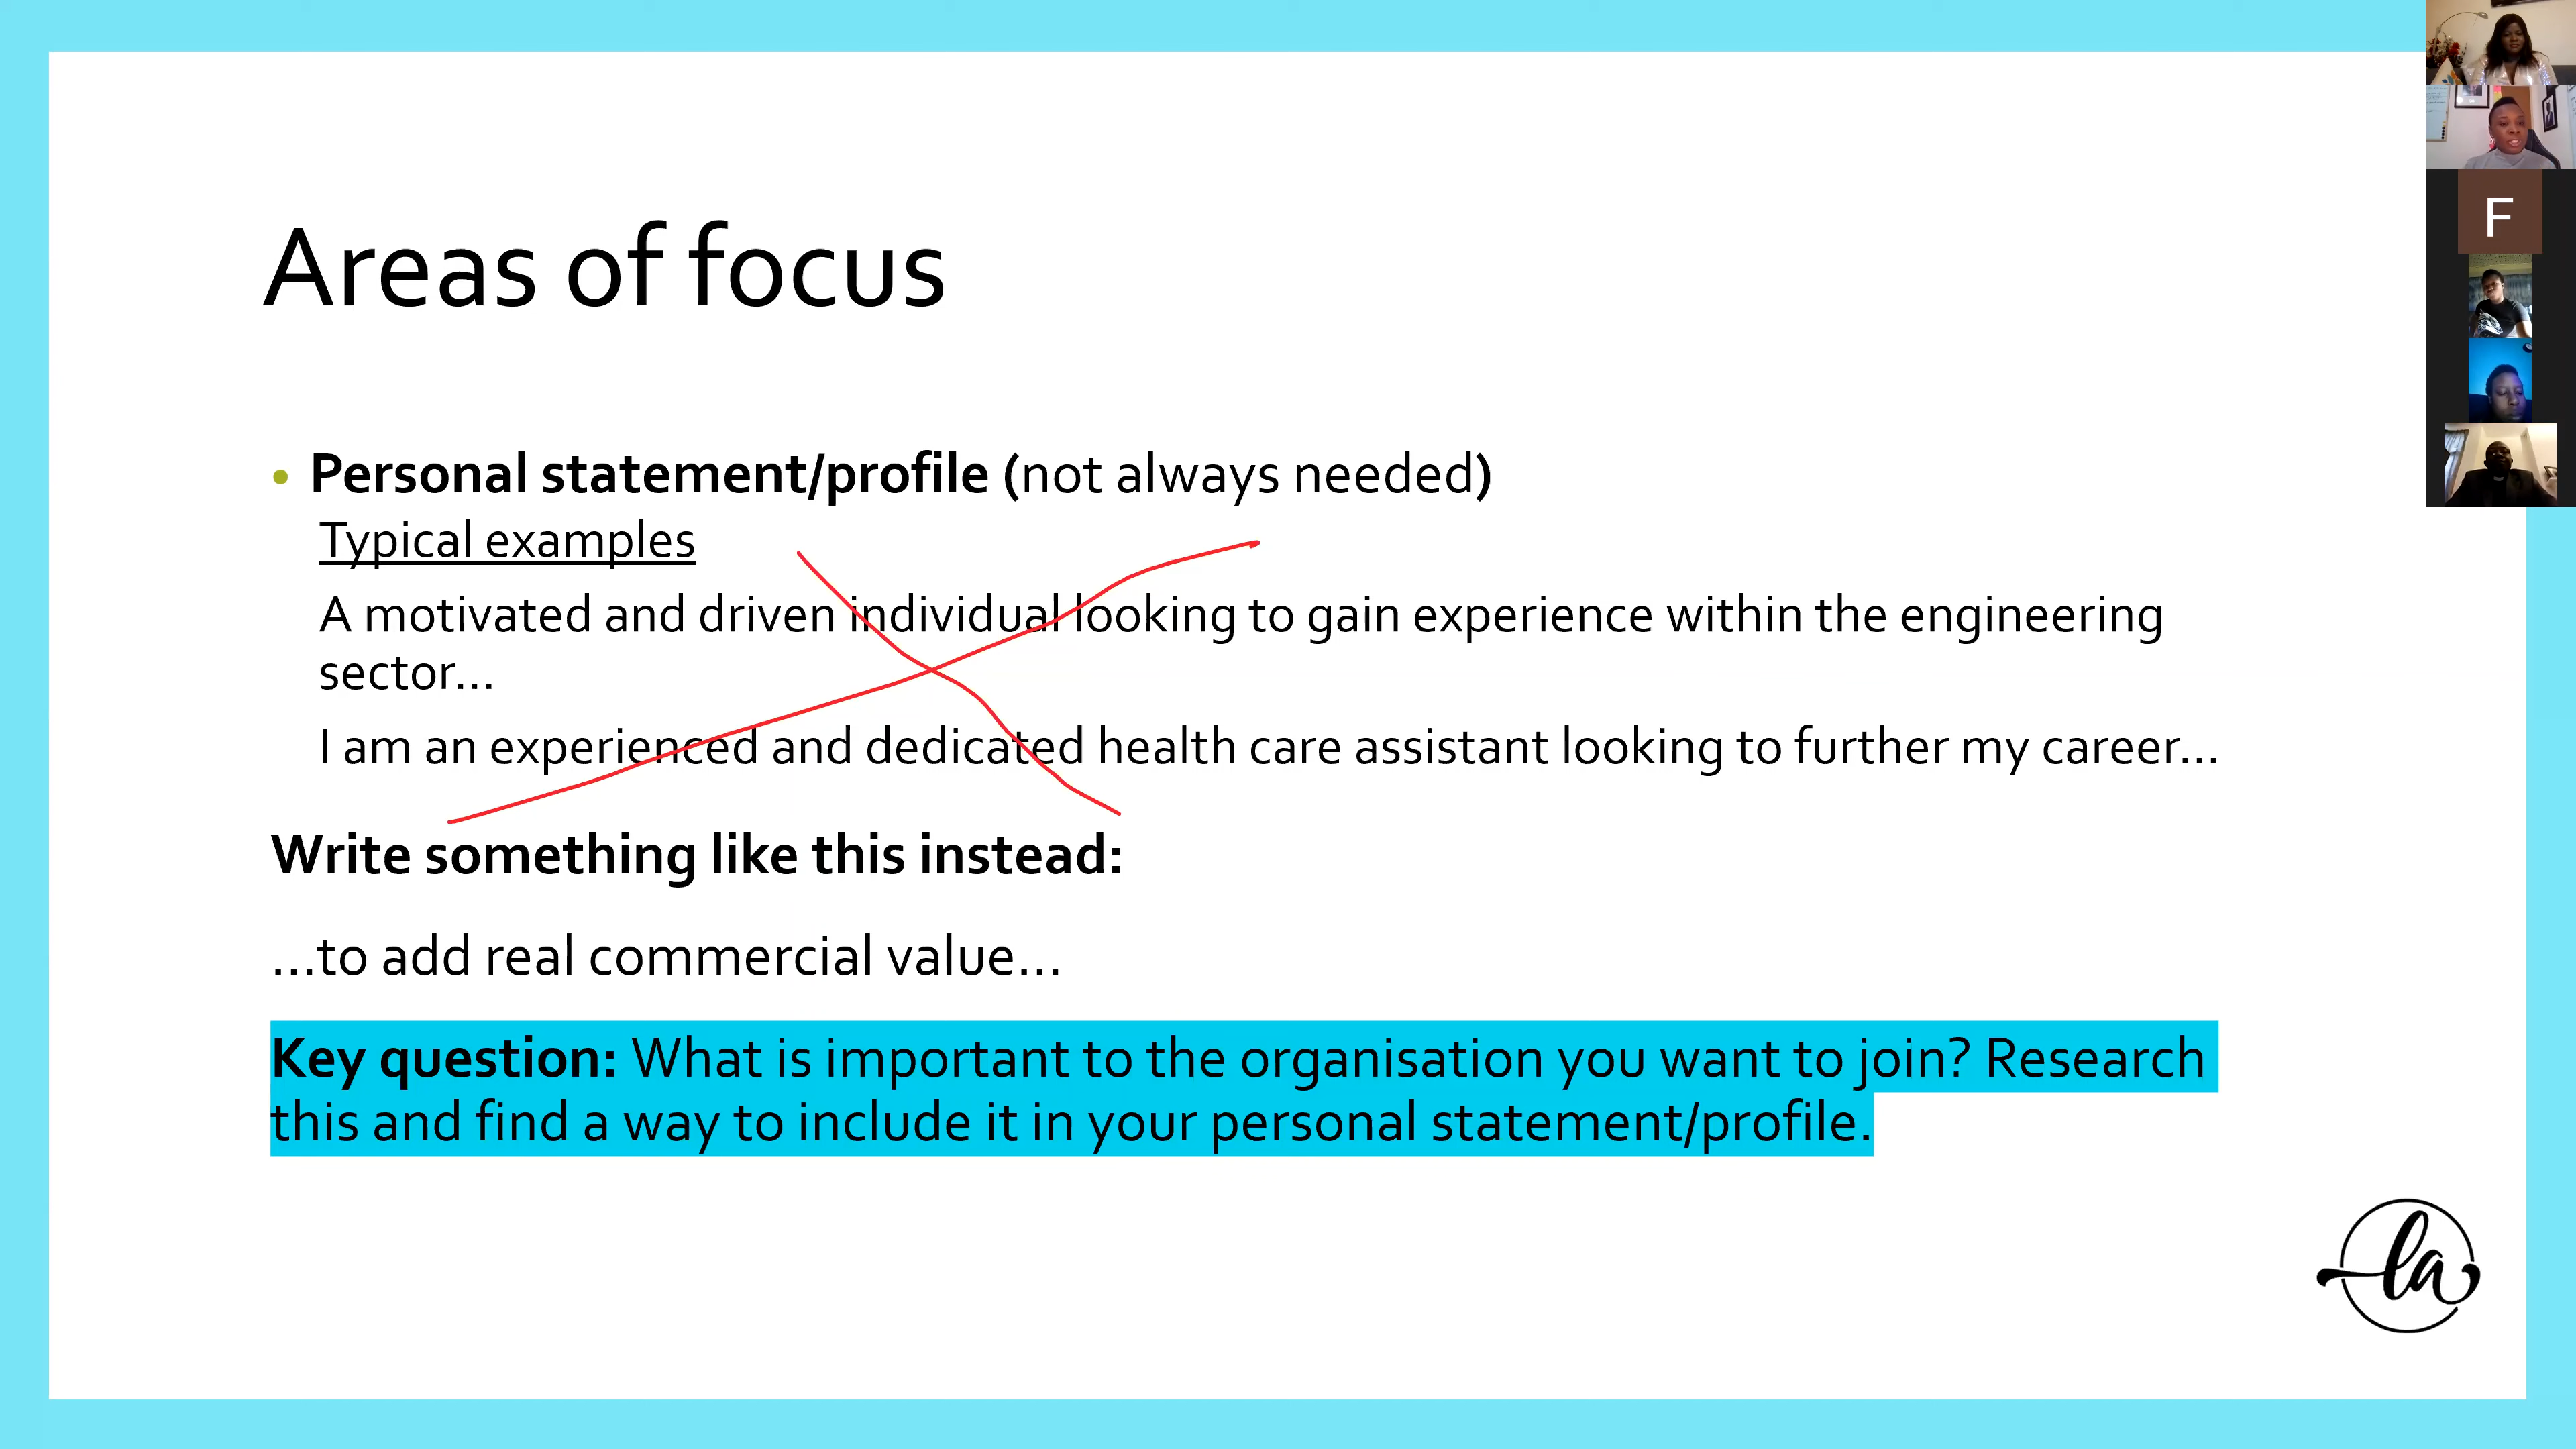 Areas of focus
• Personal statement/profile (not always needed)
Typical examples
A motivated and driven individual looking to gain experience within the engineering
sector...
I am an experienced and dedicated health care assistant looking to further my career...
Write something like this instead:
...to add real commercial value...
Key question: What is important to the organisation you want to join? Research
this and find a way to include it in your personal statement/profile.
F
la